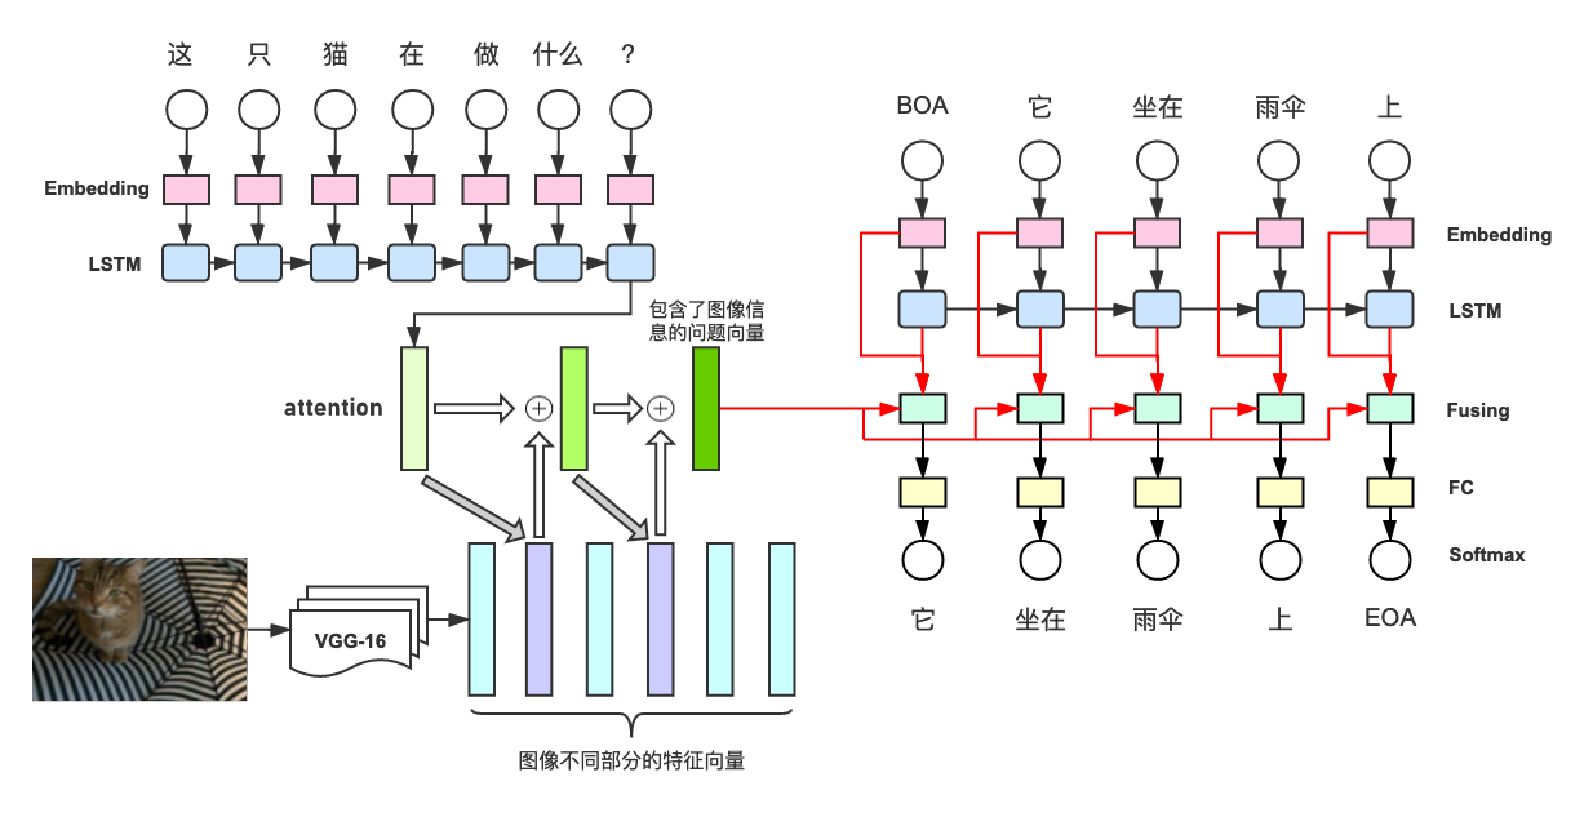 这 只 猫 在 做 什么 ?
Embedding
LSTM
包含了图像信
息的问题向量
attention
VGG-16
图像不同部分的特征向量
BOA 它 坐在 雨伞 上
Embedding
LSTM
Fusing
FC
Softmax
它 坐在 雨伞 上 EOA